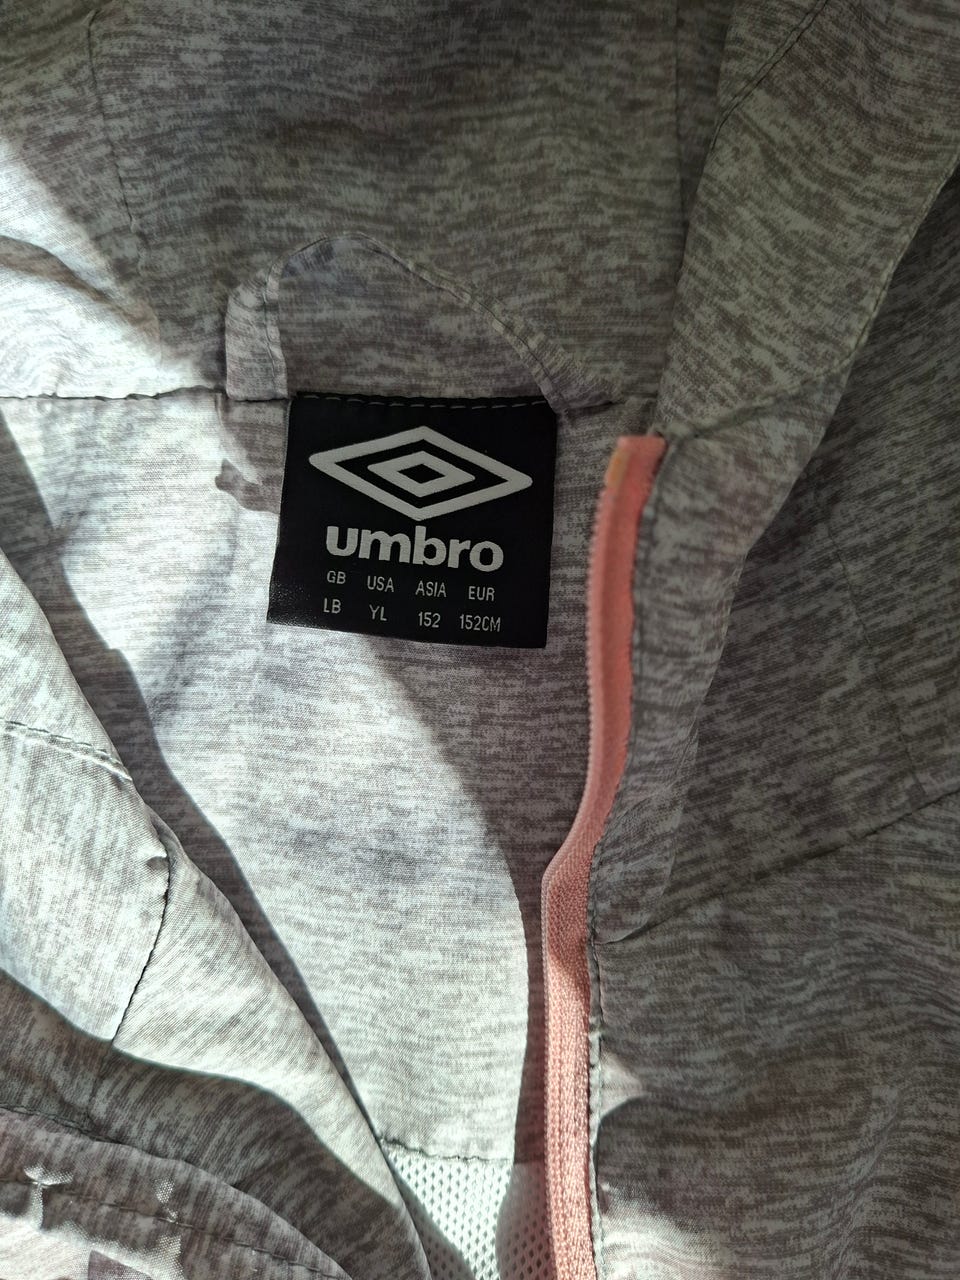 umbro
GB USA ASIA EUR
LB YL 152 152CM